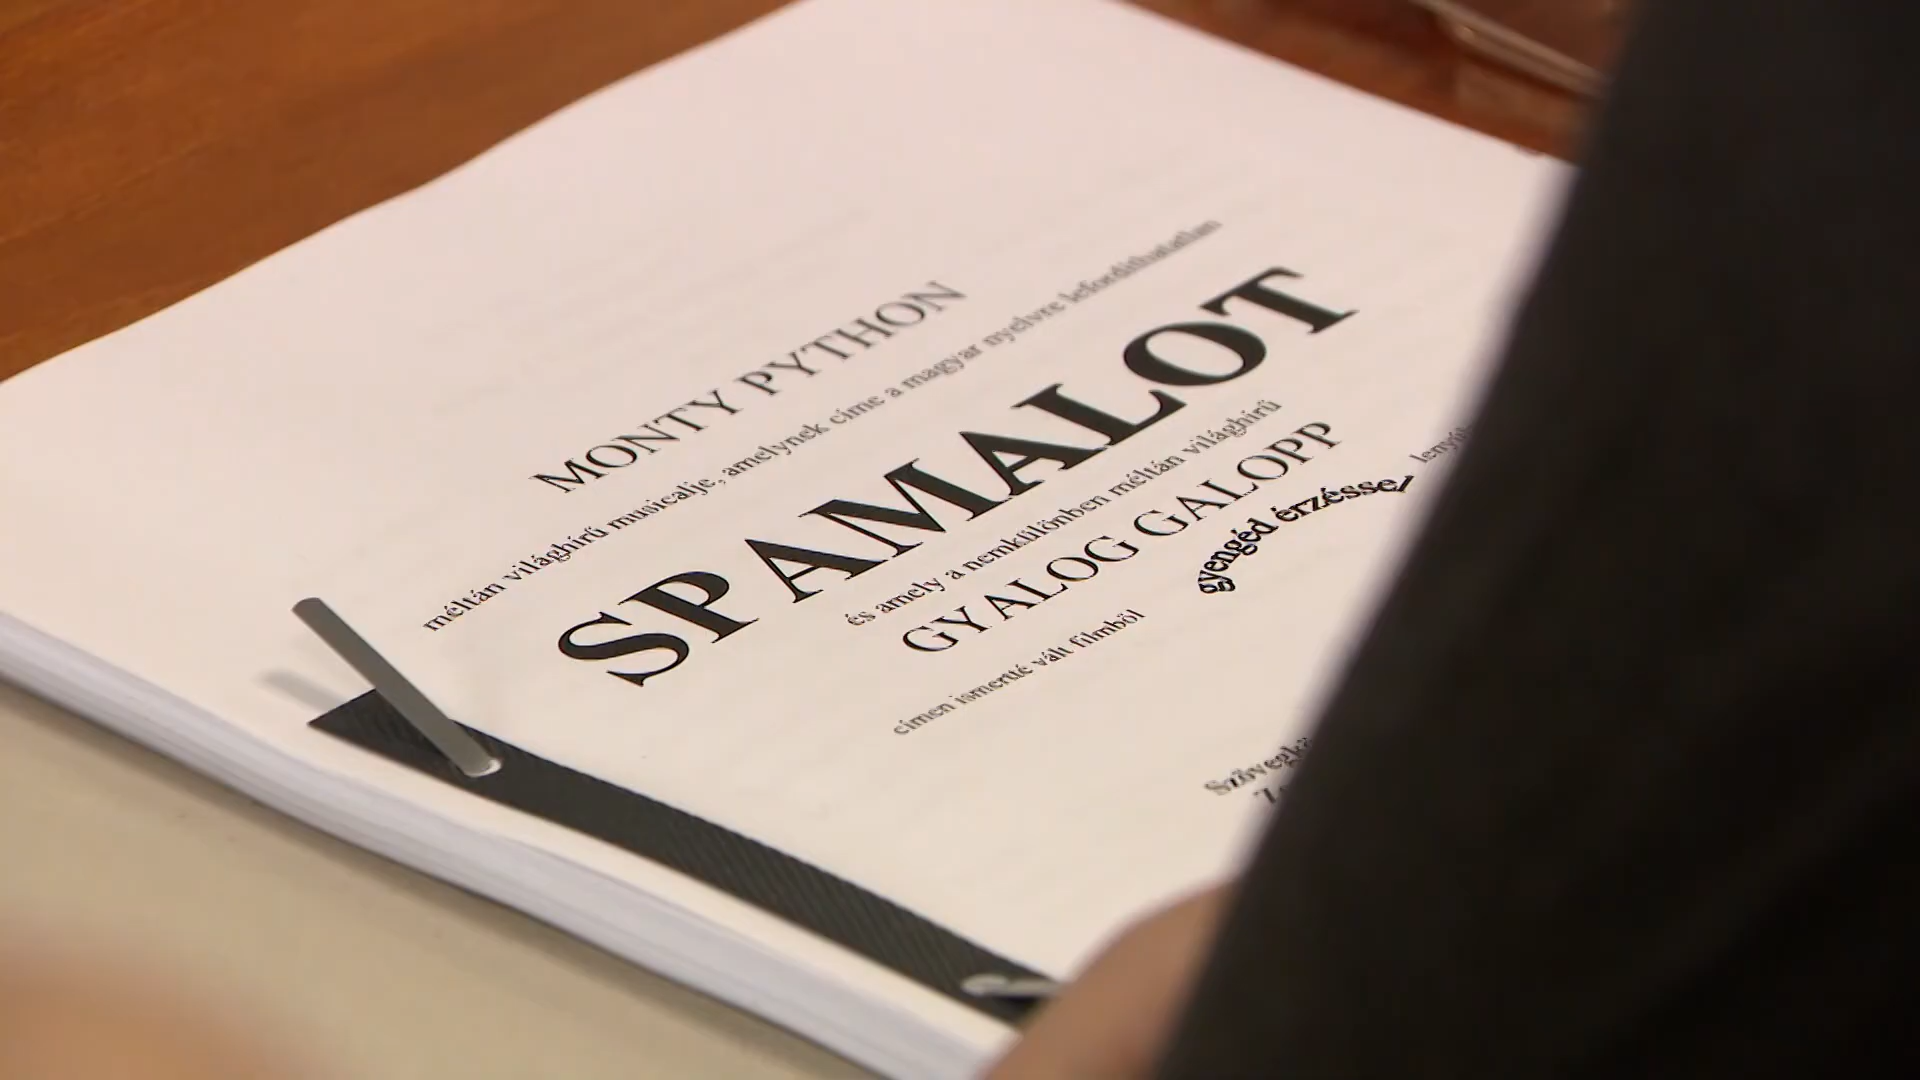 MONTY PYTHON
méltán világhírű musicalje, amelynek címe a magyar nyelvre lefordíthatatlan
SPAMALOT
és amely a nemkülönben méltán világhírű
GYALOG GALOPP
címen ismertté vált filmből gyengéd érzéssel